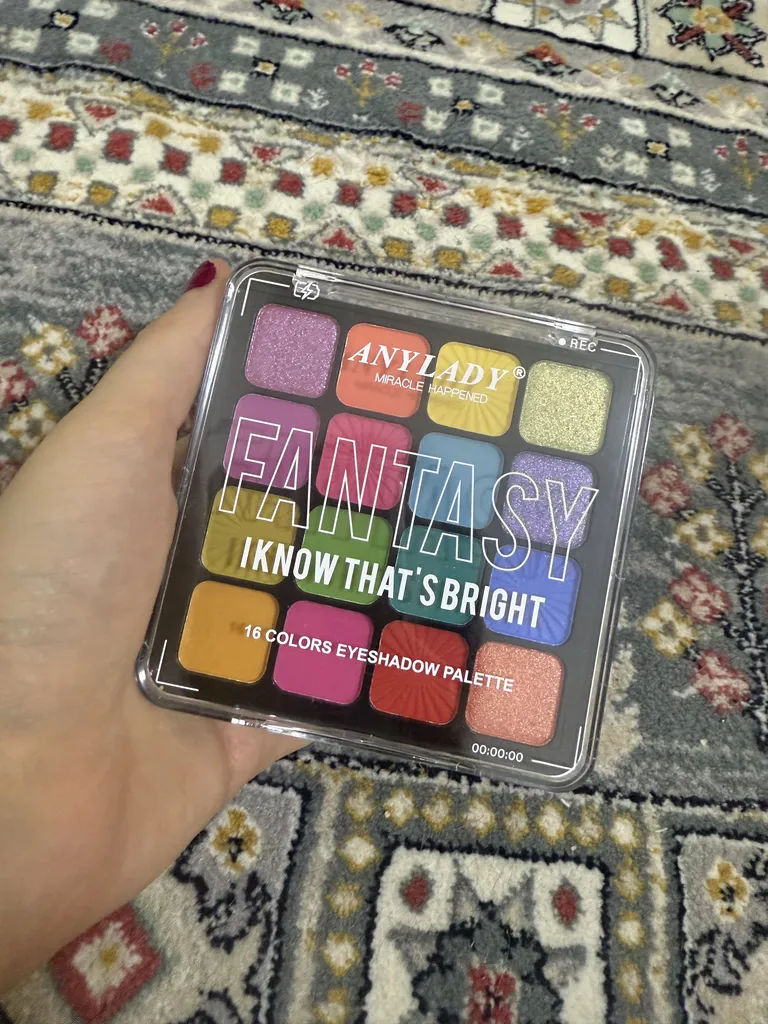 REC
ANYLADY®
MIRACLE HAPPENED
FANTASY
I KNOW THAT'S BRIGHT
16 COLORS EYESHADOW PALETTE
00:00:00